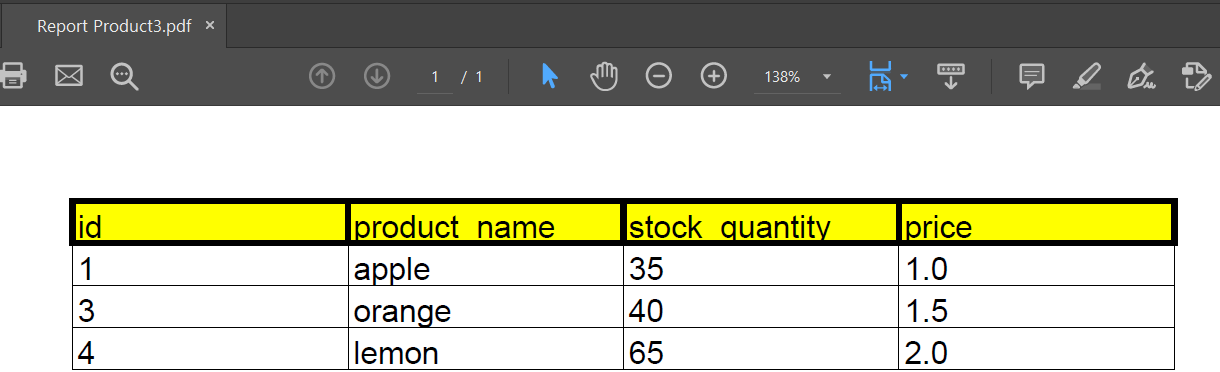 Report Product3.pdf ×
1 / 1 138%
id product_name stock_quantity price
1 apple 35 1.0
3 orange 40 1.5
4 lemon 65 2.0